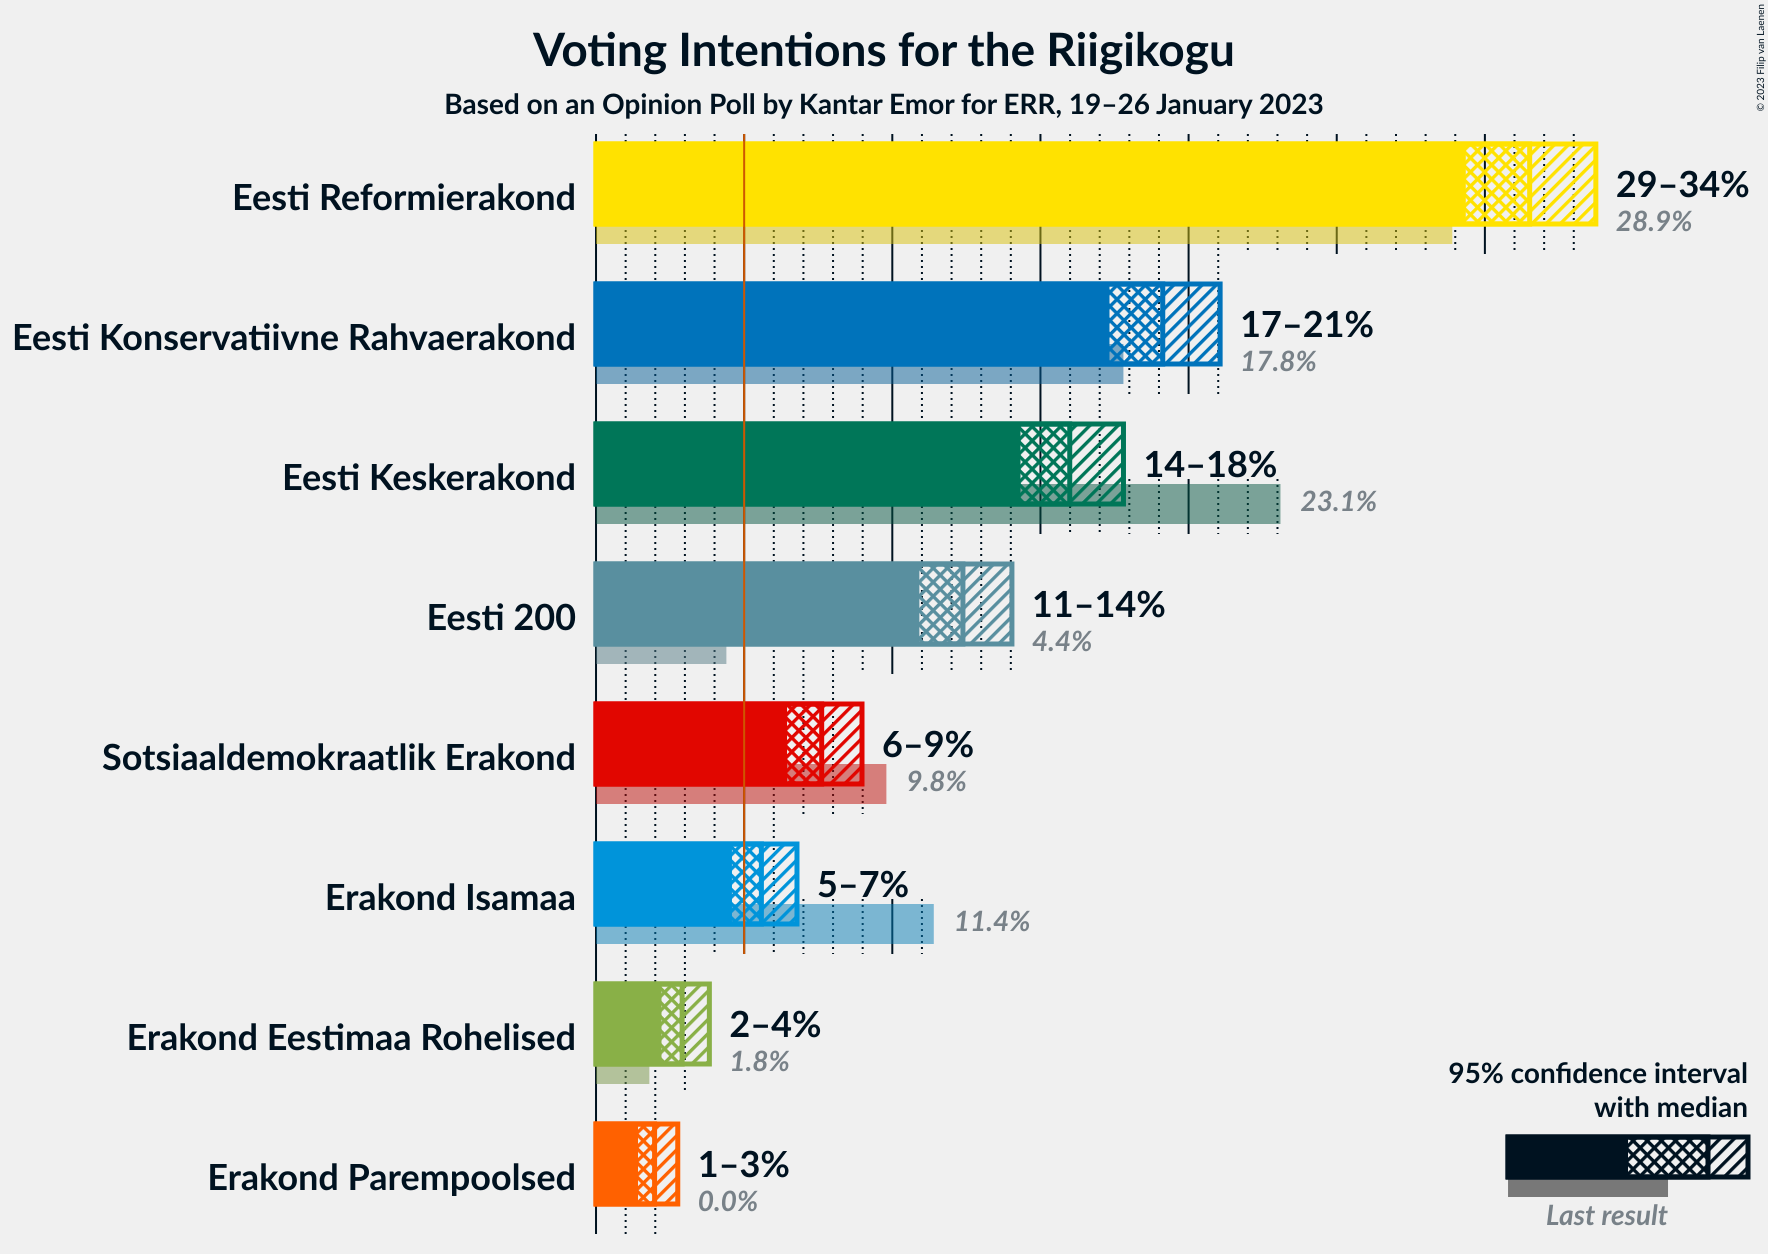 Voting Intentions for the Riigikogu
Based on an Opinion Poll by Kantar Emor for ERR, 19–26 January 2023
© 2023 Filip van Laenen
Eesti Reformierakond
29–34%
28.9%
Eesti Konservatiivne Rahvaerakond
17–21%
17.8%
Eesti Keskerakond
14–18%
23.1%
Eesti 200
11–14%
4.4%
Sotsiaaldemokraatlik Erakond
6–9%
9.8%
Erakond Isamaa
5–7%
11.4%
Erakond Eestimaa Rohelised
2–4%
1.8%
Erakond Parempoolsed
1–3%
0.0%
95% confidence interval
with median
Last result